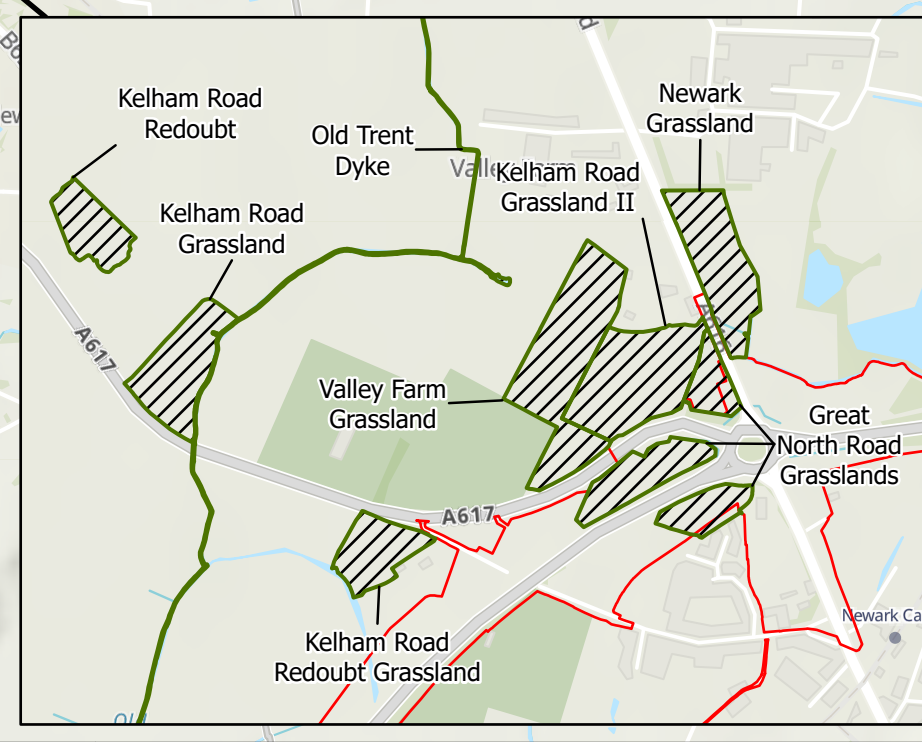 Kelham Road
Redoubt
Old Trent
Dyke
Newark
Grassland
Kelham Road
Grassland II
Kelham Road
Grassland
A617
Valley Farm
Grassland
Great
North Road
Grasslands
A617
Newark Ca
Kelham Road
Redoubt Grassland